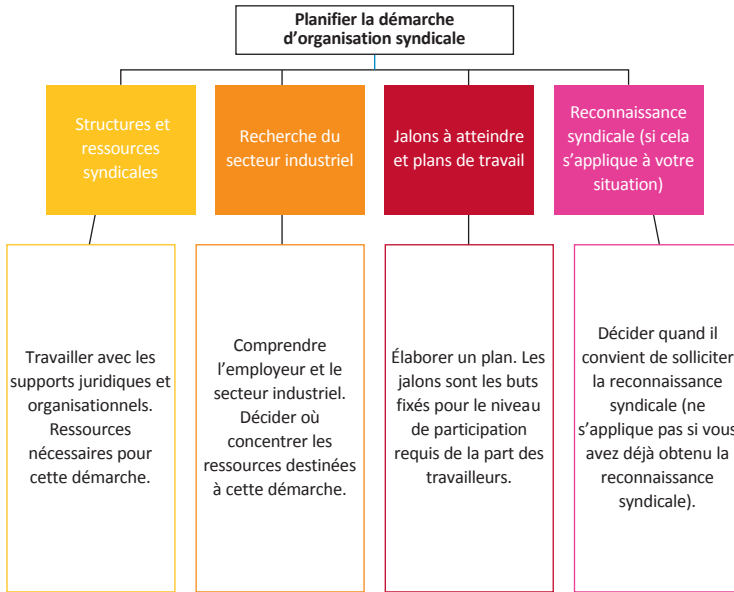 Planifier la démarche
d'organisation syndicale
Structures et
ressources
syndicales
Recherche du
secteur industriel
Jalons à atteindre
et plans de travail
Reconnaissance
syndicale (si cela
s'applique à votre
situation)
Travailler avec les
supports juridiques et
organisationnels.
Ressources
nécessaires pour
cette démarche.
Comprendre
l'employeur et le
secteur industriel.
Décider où
concentrer les
ressources destinées
à cette démarche.
Élaborer un plan. Les
jalons sont les buts
fixés pour le niveau
de participation
requis de la part des
travailleurs.
Décider quand il
convient de solliciter
la reconnaissance
syndicale (ne
s'applique pas si vous
avez déjà obtenu la
reconnaissance
syndicale).